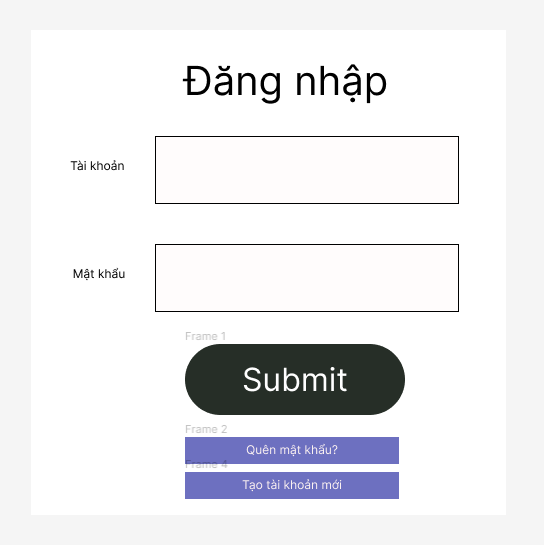 Đăng nhập
Tài khoản
Mật khẩu
Frame 1
Submit
Frame 2
Quên mật khẩu?
Frame 4
Tạo tài khoản mới